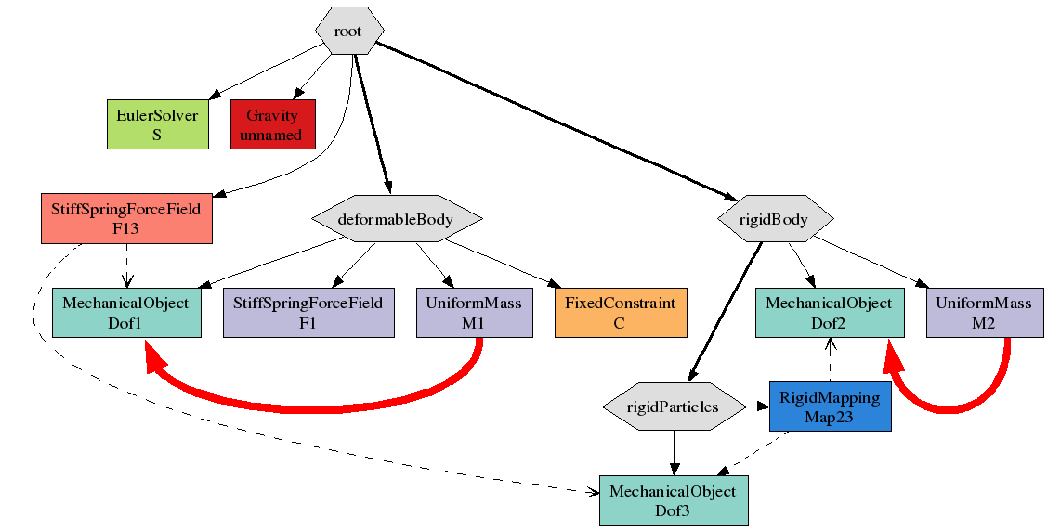 root
EulerSolver
S
Gravity
unnamed
StiffSpringForceField
F13
deformableBody
rigidBody
MechanicalObject
Dof1
StiffSpringForceField
F1
UniformMass
M1
FixedConstraint
C
MechanicalObject
Dof2
UniformMass
M2
rigidParticles
RigidMapping
Map23
MechanicalObject
Dof3